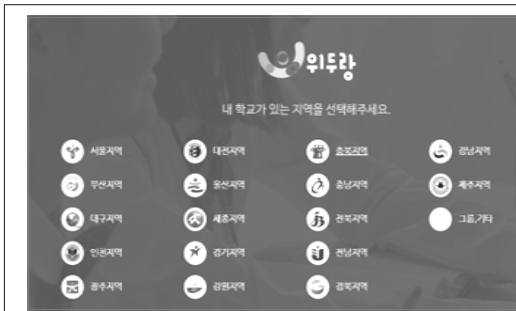 위두랑
내 학교가 있는 지역을 선택해주세요.
서울지역 대전지역 충북지역 경남지역
부산지역 울산지역 충남지역 제주지역
대구지역 세종지역 전북지역 그룹,기타
인천지역 경기지역 전남지역
광주지역 강원지역 경북지역